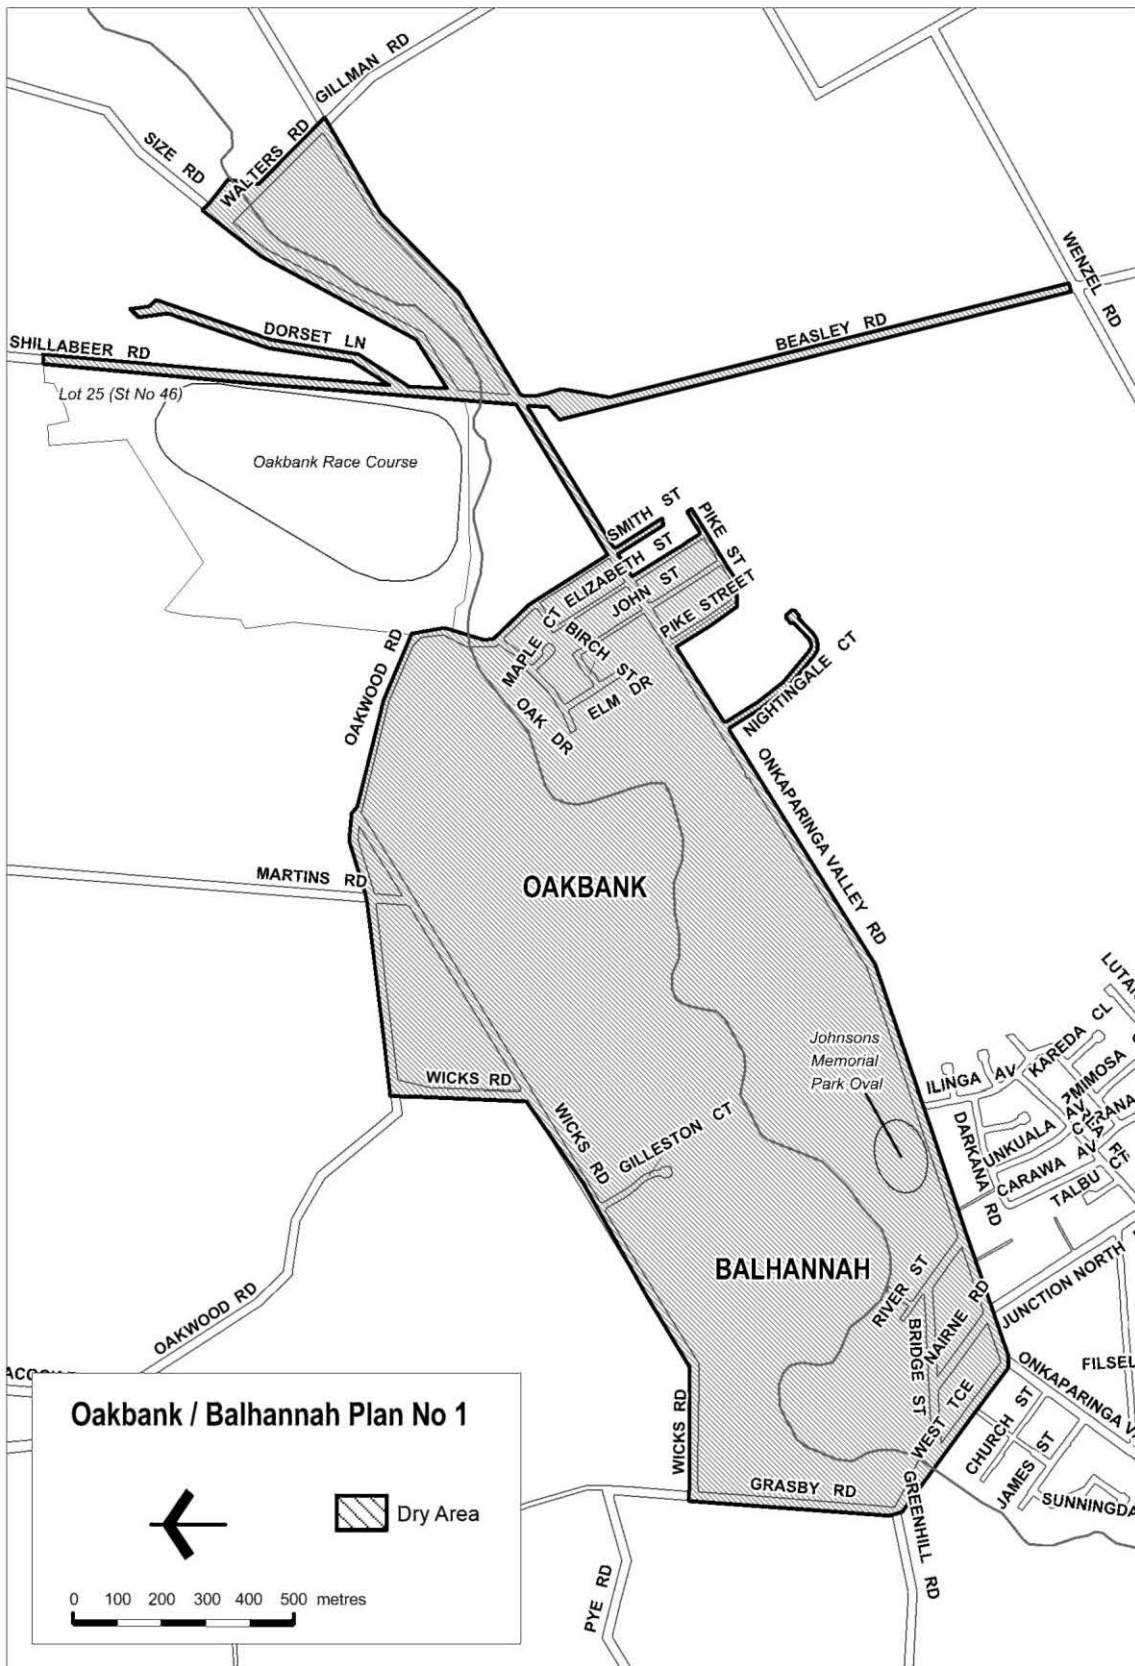 GILLMAN RD
SIZE RD
WALTERS RD
WENZEL RD
DORSET LN
BEASLEY RD
SHILLABEER RD
Lot 25 (St No 46)
Oakbank Race Course
SMITH ST
PIKE ST
ELIZABETH ST
JOHN ST
PIKE STREET
MAPLE CT
BIRCH ST
ELM DR
OAK DR
OAKWOOD RD
NIGHTINGALE CT
ONKAPARINGA VALLEY RD
MARTINS RD
OAKBANK
Johnsons
Memorial
Park Oval
ILINGA AV
KAREDA CL
MIMOSA
DARKANA RD
UNKUALA AV
CARAWA AV
TALBU CT
WICKS RD
WICKS RD
GILLESTON CT
BALHANNAH
RIVER ST
NAIRNE RD
BRIDGE ST
JUNCTION NORTH
ONKAPARINGA
FILSEL
WEST TCE
CHURCH ST
JAMES ST
SUNNINGDA
OAKWOOD RD
WICKS RD
GRASBY RD
GREENHILL RD
PYE RD
Oakbank / Balhannah Plan No 1
Dry Area
0 100 200 300 400 500 metres